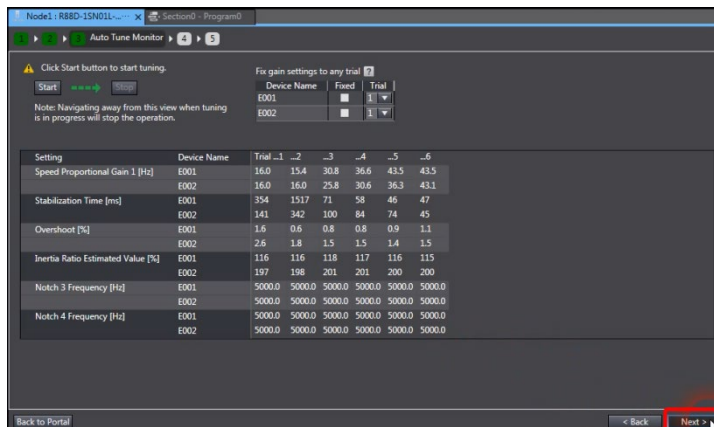 Node1 : R88D-1SN01L-... x Section0 - Program0
1 2 3 Auto Tune Monitor 4 5
Click Start button to start tuning.
Start Stop
Note: Navigating away from this view when tuning
is in progress will stop the operation.
Fix gain settings to any trial ?
Device Name Fixed Trial
E001 1
E002 1
Setting Device Name Trial ...1 ...2 ...3 ...4 ...5 ...6
Speed Proportional Gain 1 [Hz] E001 16.0 15.4 30.8 36.6 43.5 43.5
E002 16.0 16.0 25.8 30.6 36.3 43.1
Stabilization Time [ms] E001 354 1517 71 58 46 47
E002 141 342 100 84 74 45
Overshoot [%] E001 1.6 0.6 0.8 0.8 0.9 1.1
E002 2.6 1.8 1.5 1.5 1.4 1.5
Inertia Ratio Estimated Value [%] E001 116 116 118 117 116 115
E002 197 198 201 201 200 200
Notch 3 Frequency [Hz] E001 5000.0 5000.0 5000.0 5000.0 5000.0 5000.0
E002 5000.0 5000.0 5000.0 5000.0 5000.0 5000.0
Notch 4 Frequency [Hz] E001 5000.0 5000.0 5000.0 5000.0 5000.0 5000.0
E002 5000.0 5000.0 5000.0 5000.0 5000.0 5000.0
Back to Portal < Back Next >